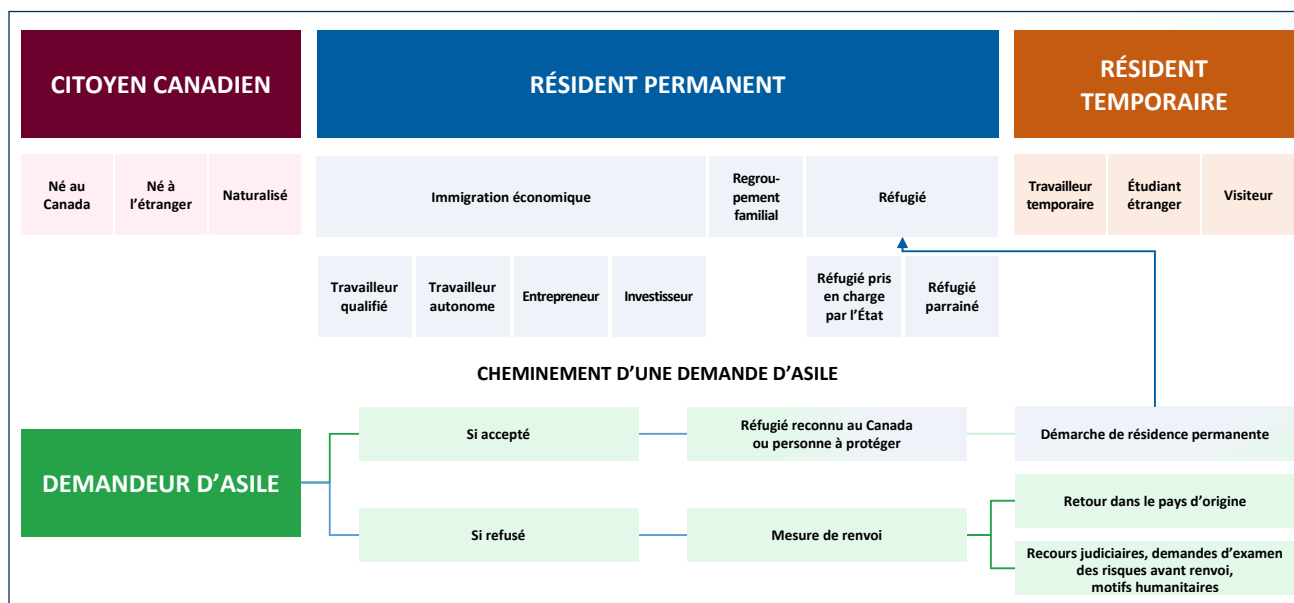 CITOYEN CANADIEN
RÉSIDENT PERMANENT
RÉSIDENT
TEMPORAIRE
Né au
Canada
Né à
l'étranger
Naturalisé
Immigration économique
Regrou-
pement
familial
Réfugié
Travailleur
temporaire
Étudiant
étranger
Visiteur
Travailleur
qualifié
Travailleur
autonome
Entrepreneur
Investisseur
Réfugié pris
en charge
par l'État
Réfugié
parrainé
CHEMINEMENT D'UNE DEMANDE D'ASILE
DEMANDEUR D'ASILE
Si accepté
Réfugié reconnu au Canada
ou personne à protéger
Démarche de résidence permanente
Si refusé
Mesure de renvoi
Retour dans le pays d'origine
Recours judiciaires, demandes d'examen
des risques avant renvoi,
motifs humanitaires